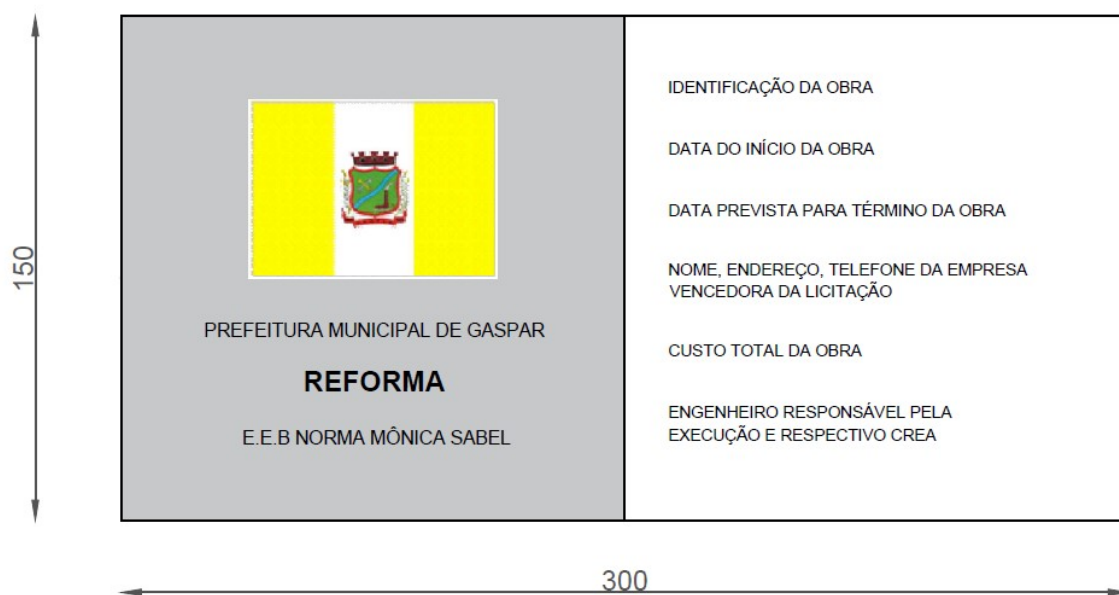 150
PREFEITURA MUNICIPAL DE GASPAR
REFORMA
E.E.B NORMA MÔNICA SABEL
IDENTIFICAÇÃO DA OBRA
DATA DO INÍCIO DA OBRA
DATA PREVISTA PARA TÉRMINO DA OBRA
NOME, ENDEREÇO, TELEFONE DA EMPRESA
VENCEDORA DA LICITAÇÃO
CUSTO TOTAL DA OBRA
ENGENHEIRO RESPONSÁVEL PELA
EXECUÇÃO E RESPECTIVO CREA
300